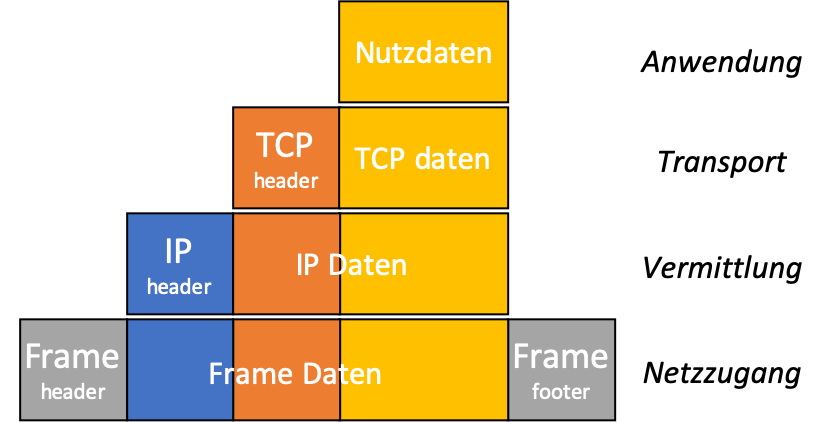 Nutzdaten
Anwendung
TCP
header
TCP daten
Transport
IP
header
IP Daten
Vermittlung
Frame
header
Frame Daten
Frame
footer
Netzzugang